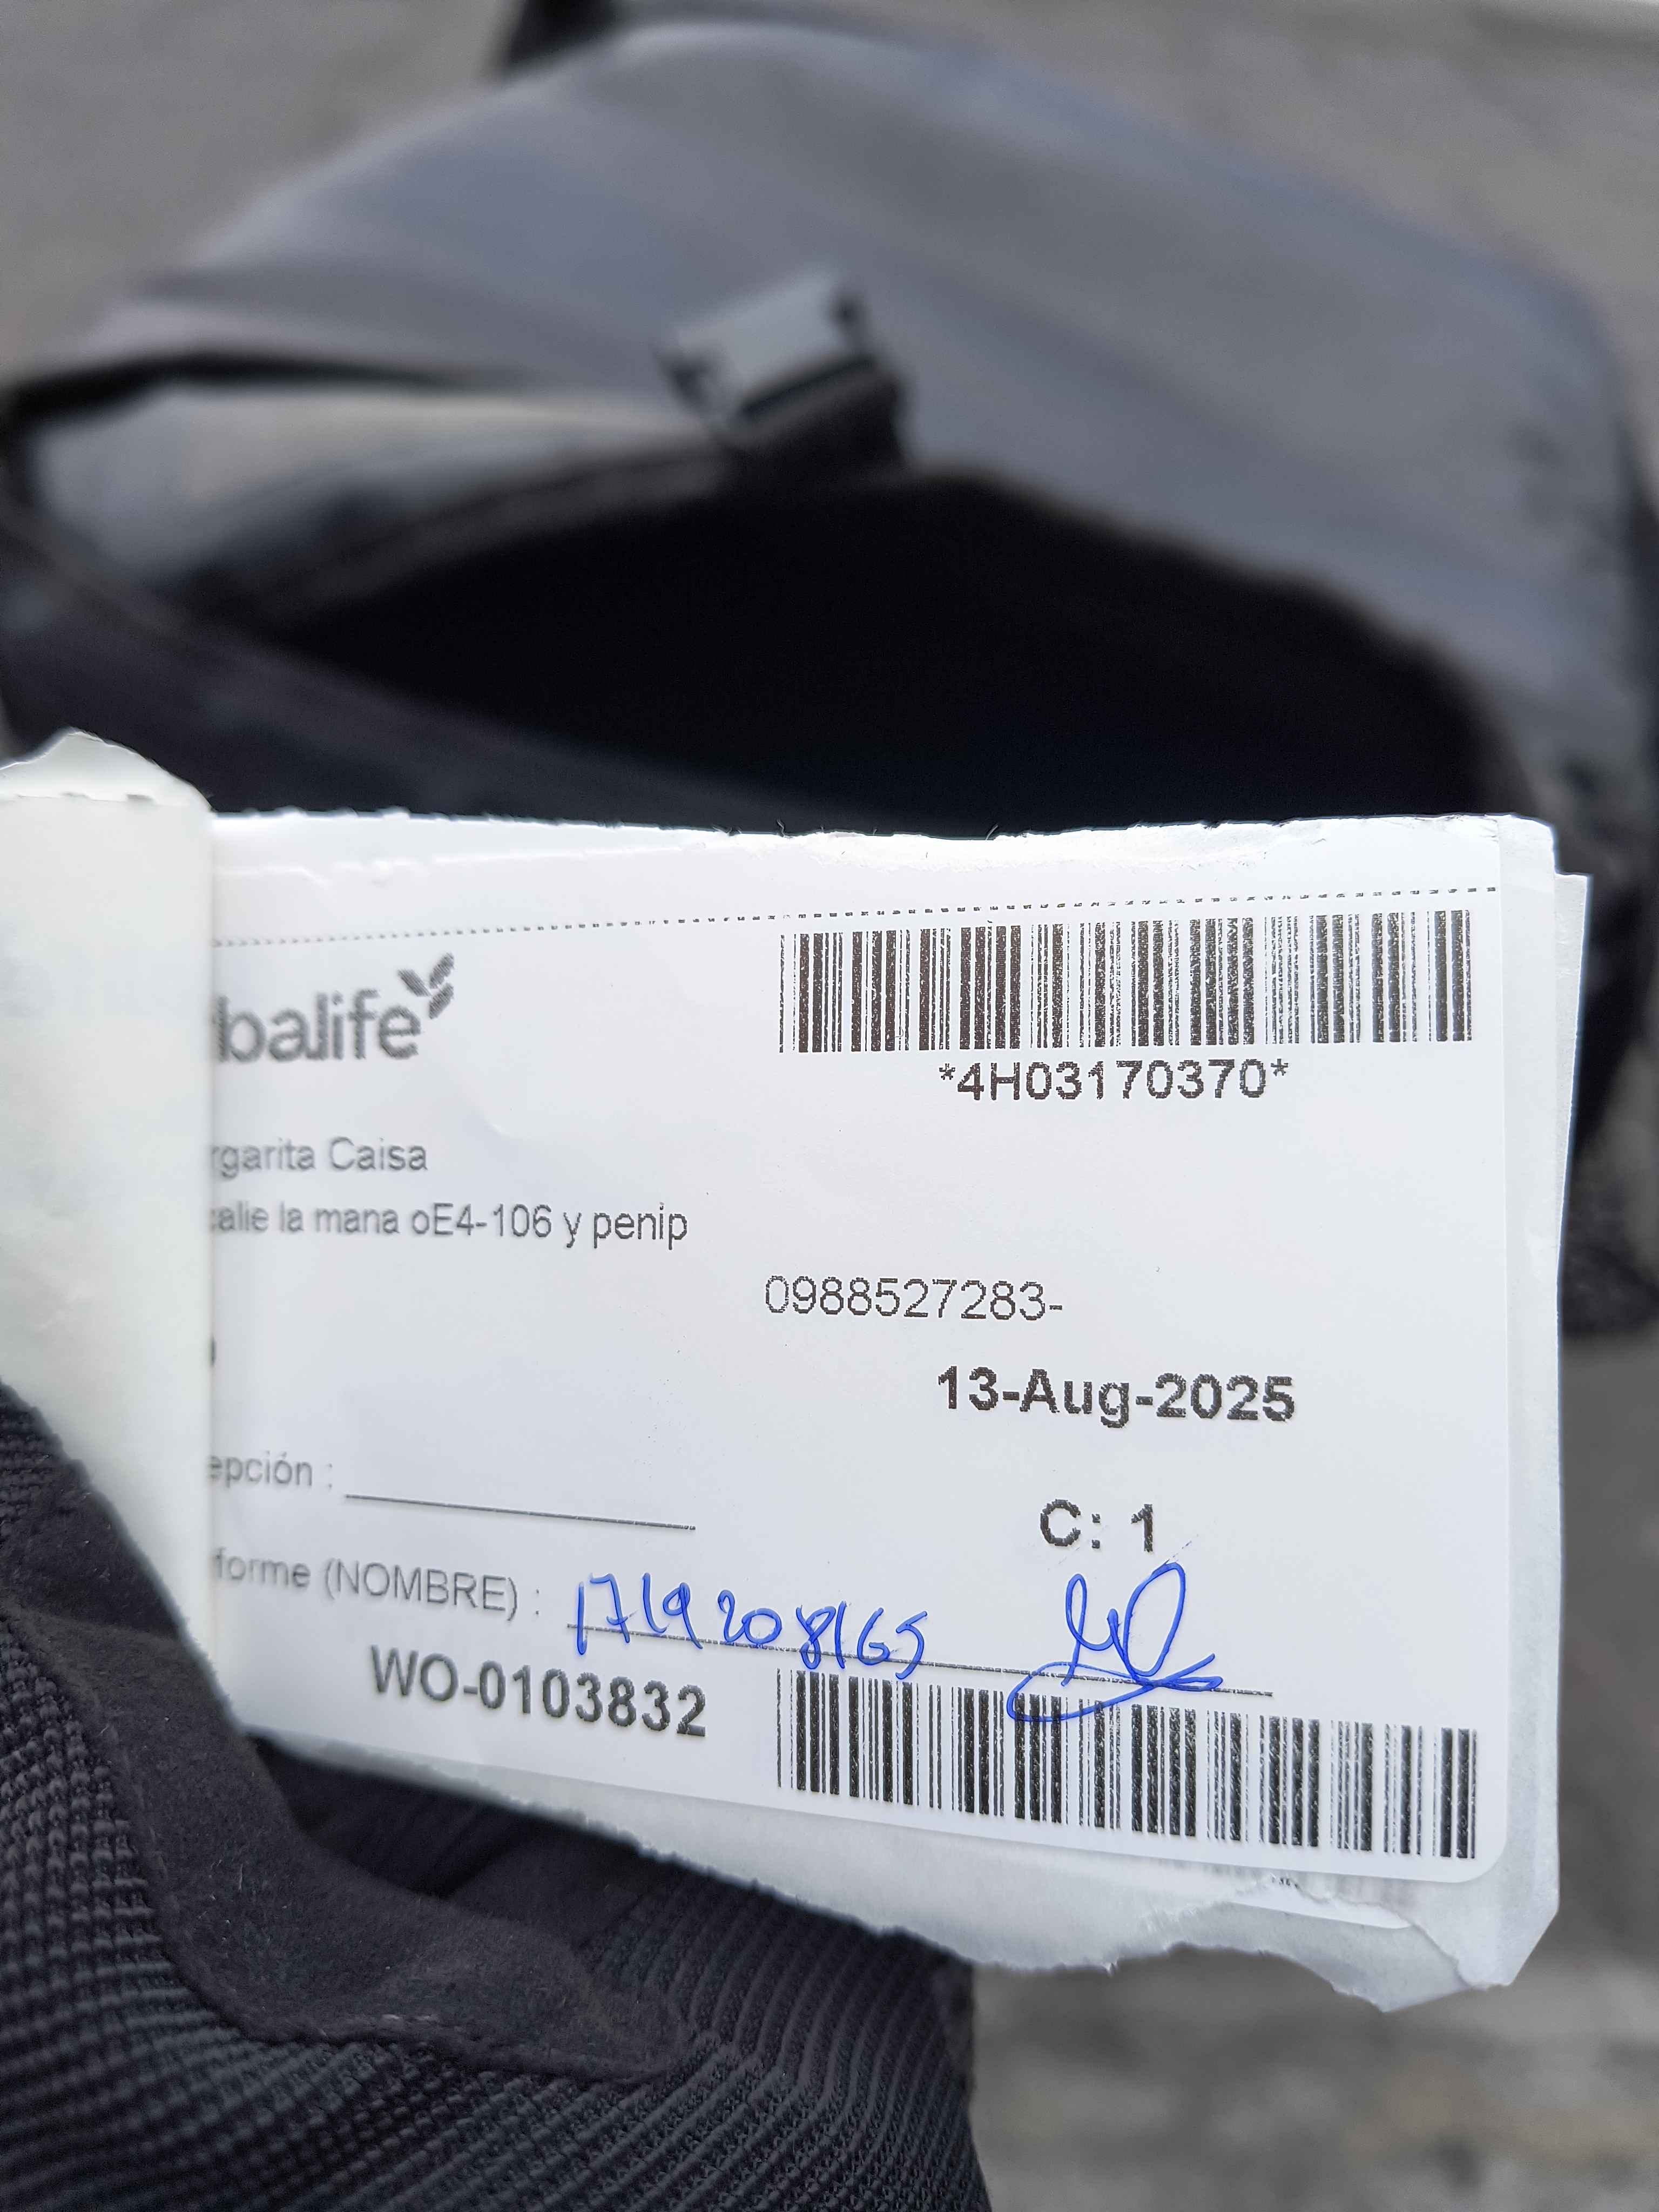 balife
*4H03170370*
rgarita Caisa
calle la mana oE4-106 y penip
0988527283-
13-Aug-2025
epción :
C: 1
forme (NOMBRE) : 1719208165
WO-0103832